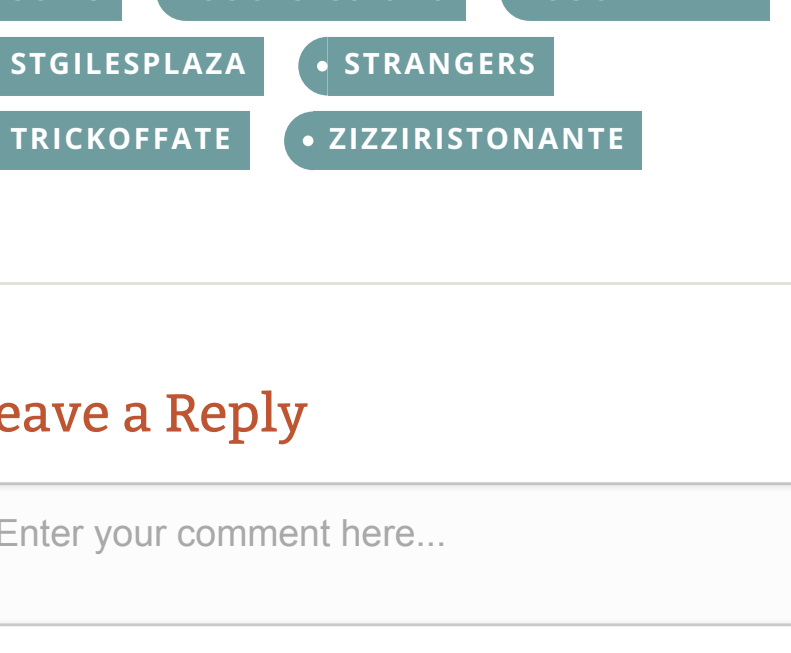 STGILESPLAZA STRANGERS
TRICKOFFATE ZIZZIRISTONANTE
eave a Reply
Enter your comment here...